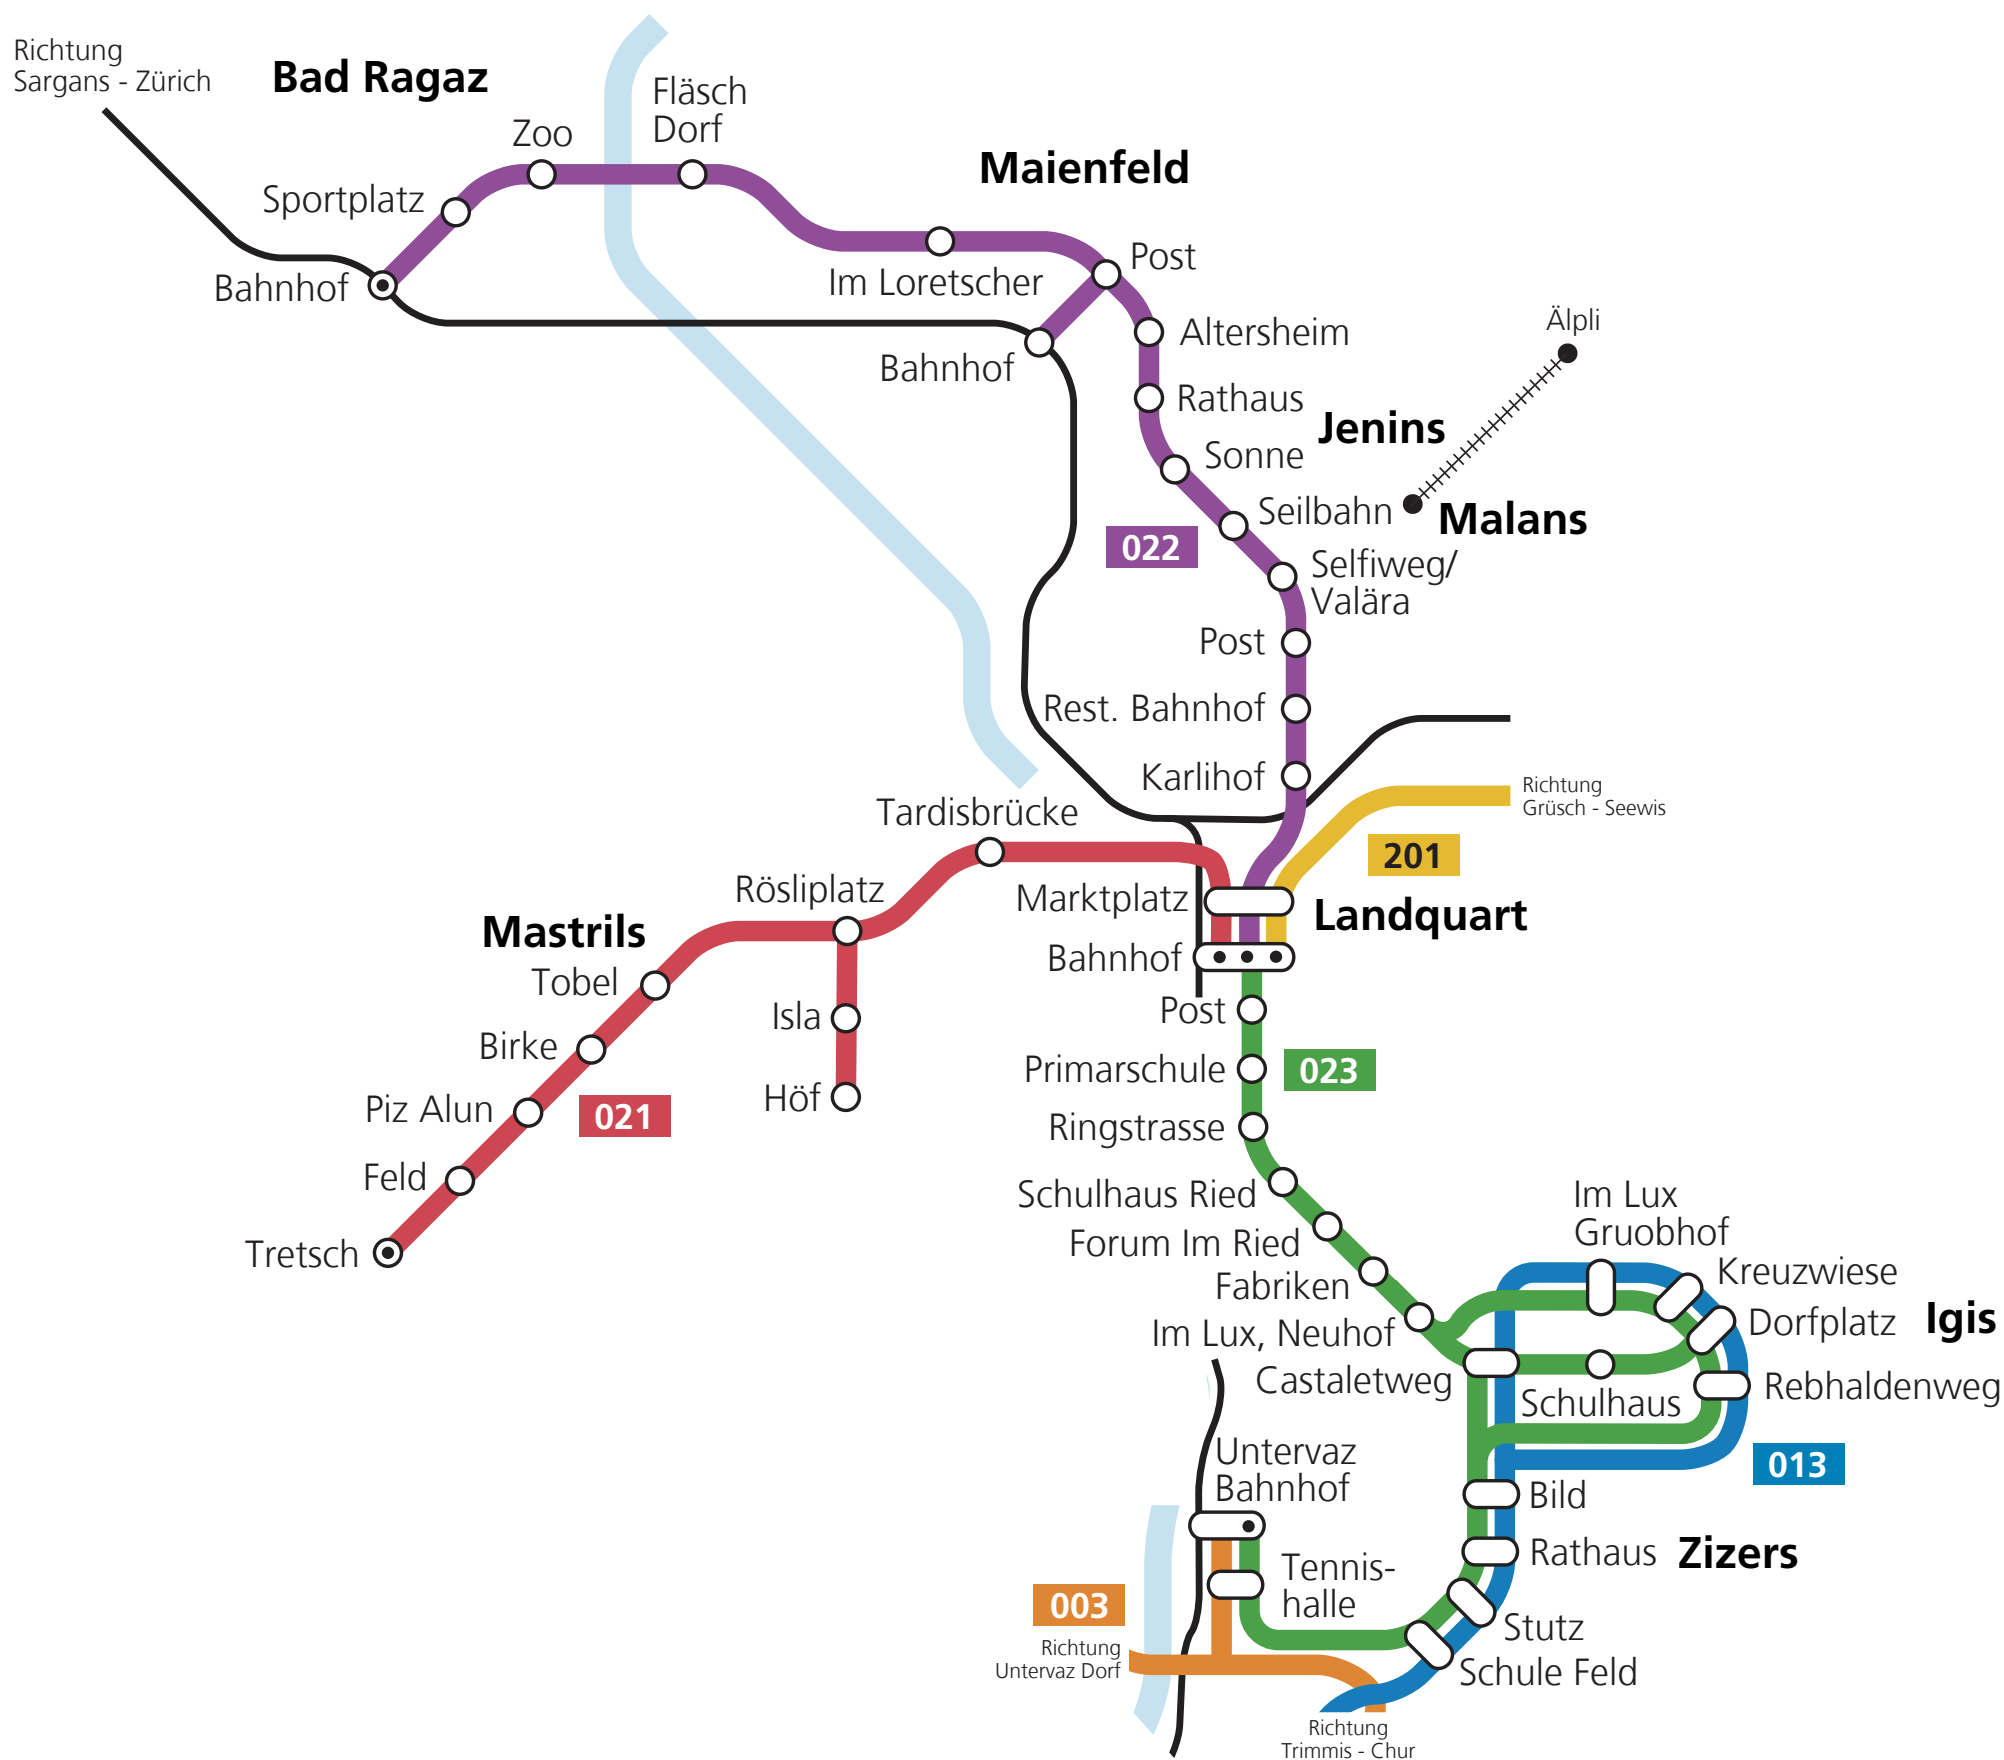 Richtung
Sargans - Zürich
Bad Ragaz
Fläsch
Dorf
Zoo
Maienfeld
Sportplatz
Post
Im Loretscher
Bahnhof
Älpli
Altersheim
Bahnhof
Rathaus
Jenins
Sonne
Seilbahn
Malans
022
Selfiweg/
Valära
Post
Rest. Bahnhof
Karlihof
Richtung
Grüsch - Seewis
Tardisbrücke
201
Rösliplatz
Marktplatz
Landquart
Mastrils
Bahnhof
Tobel
Post
Isla
Birke
Primarschule
023
Höf
Piz Alun
021
Ringstrasse
Feld
Schulhaus Ried
Im Lux
Gruobhof
Forum Im Ried
Tretsch
Kreuzwiese
Fabriken
Dorfplatz
Igis
Im Lux, Neuhof
Castaletweg
Rebhaldenweg
Schulhaus
Untervaz
Bahnhof
013
Bild
Rathaus
Zizers
Tennis-
halle
003
Stutz
Richtung
Untervaz Dorf
Schule Feld
Richtung
Trimmis - Chur